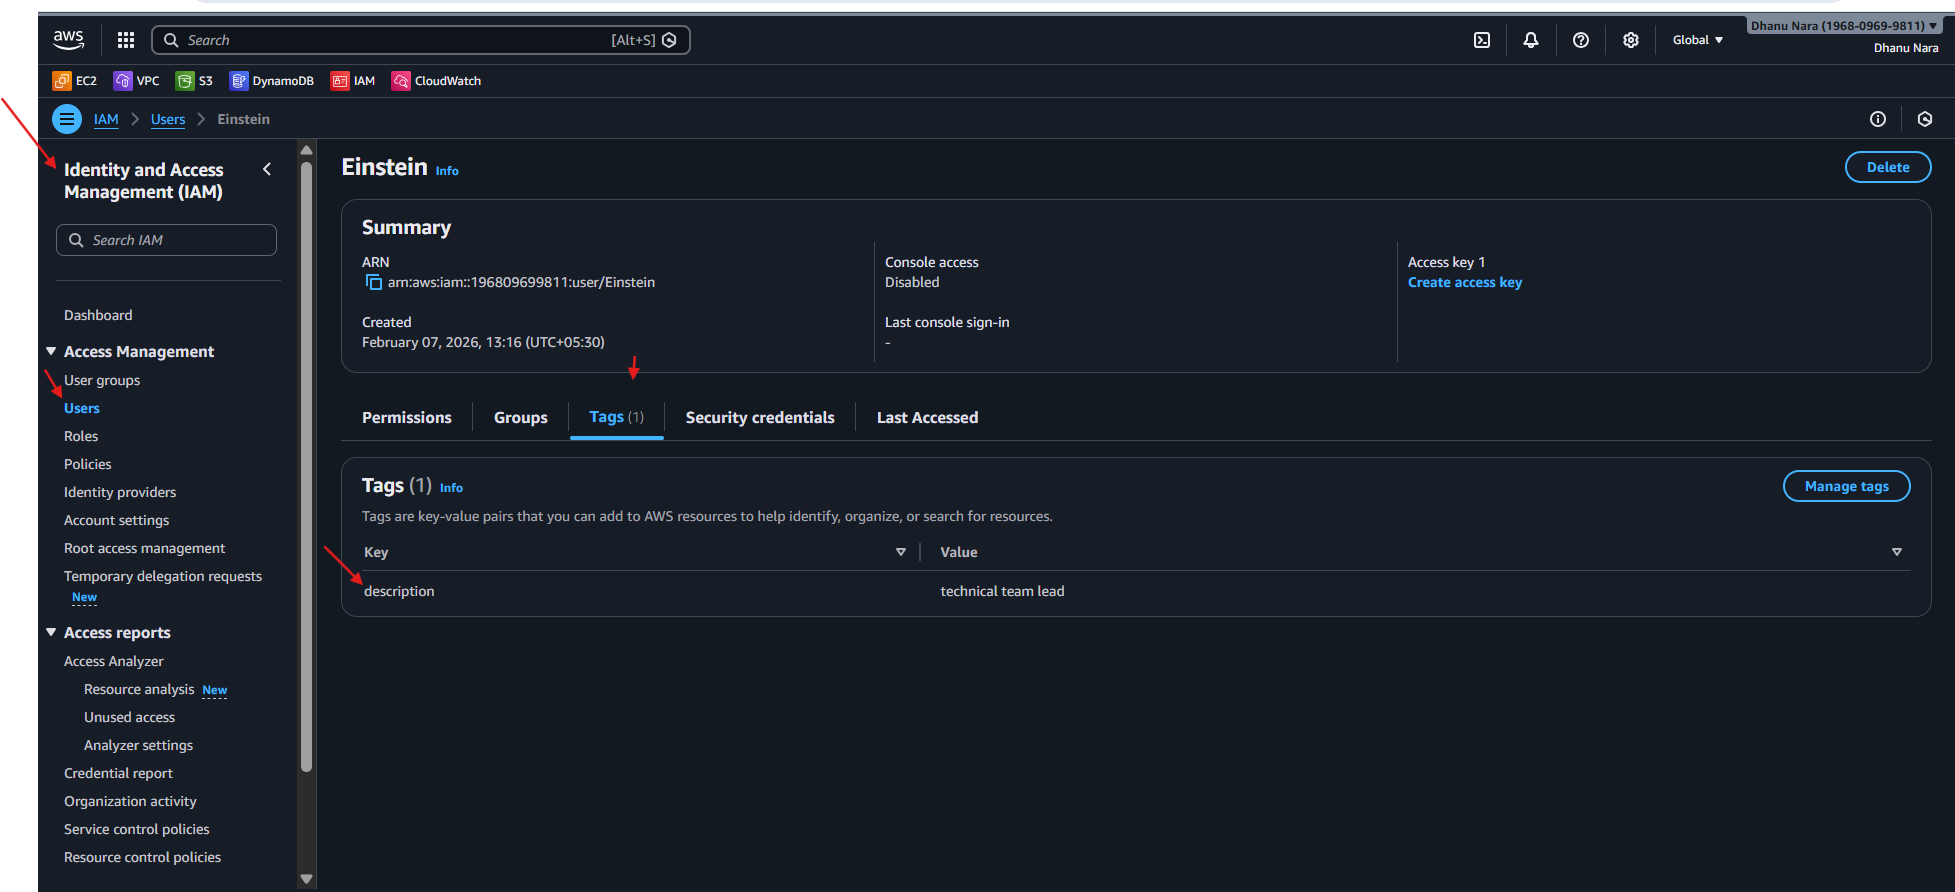 aws
Search [Alt+S]
Global
Dhanu Nara (1968-0969-9811)
Dhanu Nara
EC2 VPC S3 DynamoDB IAM CloudWatch
IAM > Users > Einstein
Identity and Access
Management (IAM)
Search IAM
Dashboard
Access Management
User groups
Users
Roles
Policies
Identity providers
Account settings
Root access management
Temporary delegation requests
New
Access reports
Access Analyzer
Resource analysis New
Unused access
Analyzer settings
Credential report
Organization activity
Service control policies
Resource control policies
Einstein Info
Delete
Summary
ARN
arn:aws:iam::196809699811:user/Einstein
Created
February 07, 2026, 13:16 (UTC+05:30)
Console access
Disabled
Last console sign-in
-
Access key 1
Create access key
Permissions Groups Tags (1) Security credentials Last Accessed
Tags (1) Info
Manage tags
Tags are key-value pairs that you can add to AWS resources to help identify, organize, or search for resources.
Key Value
description technical team lead